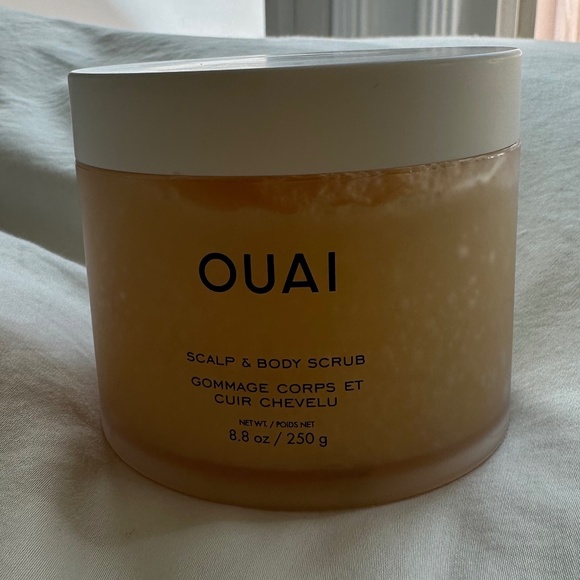 OUAI
SCALP & BODY SCRUB
GOMMAGE CORPS ET
CUIR CHEVELU
NET WT. / POIDS NET
8.8 oz / 250 g